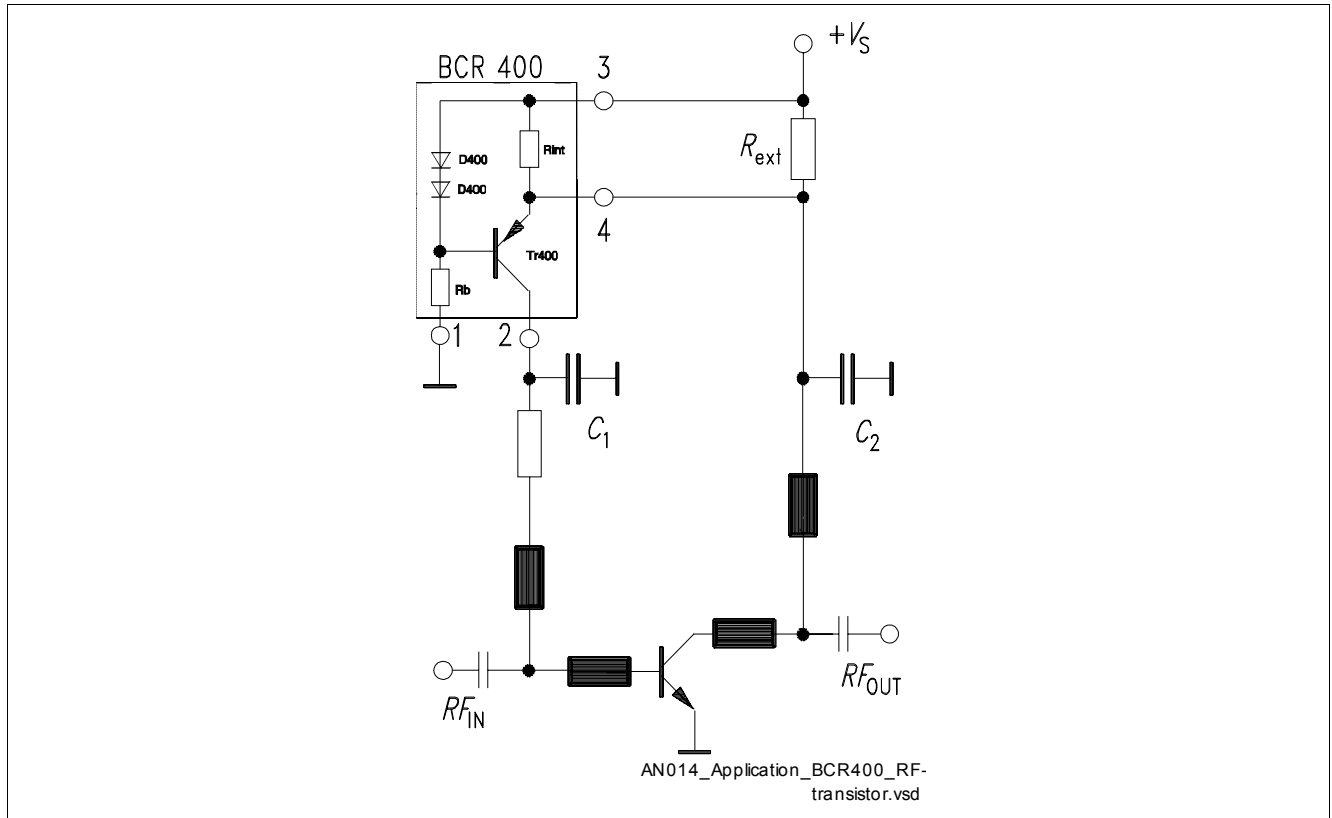 +VS
BCR 400
3
Rext
D400
Rint
D400
4
Tr400
Rb
1
2
C1
C2
RFIN
RFOUT
AN014_Application_BCR400_RF-
transistor.vsd